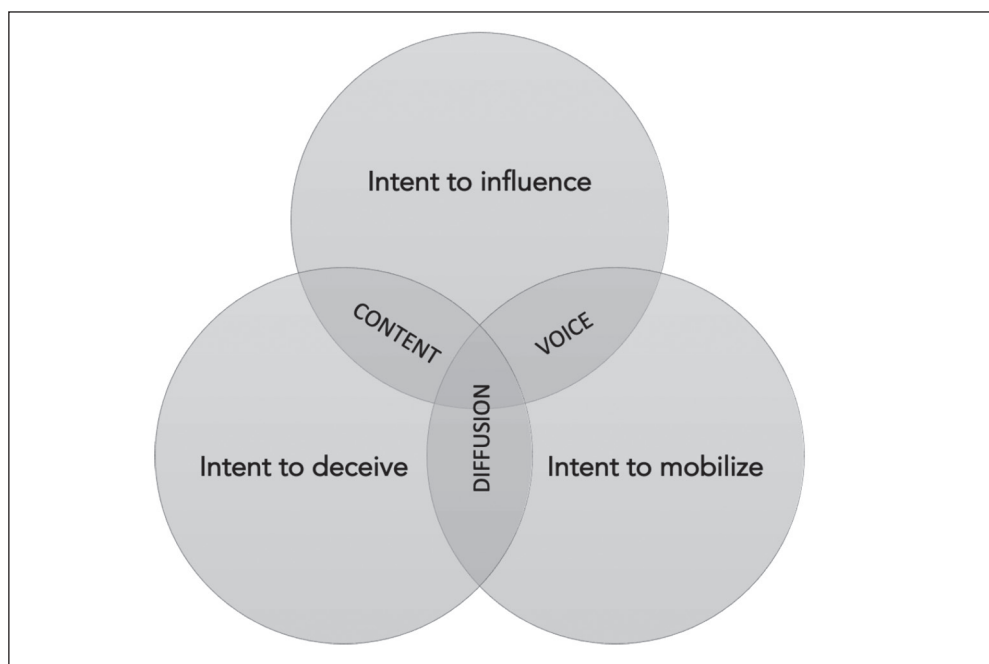 Intent to influence
CONTENT
VOICE
DIFFUSION
Intent to deceive
Intent to mobilize